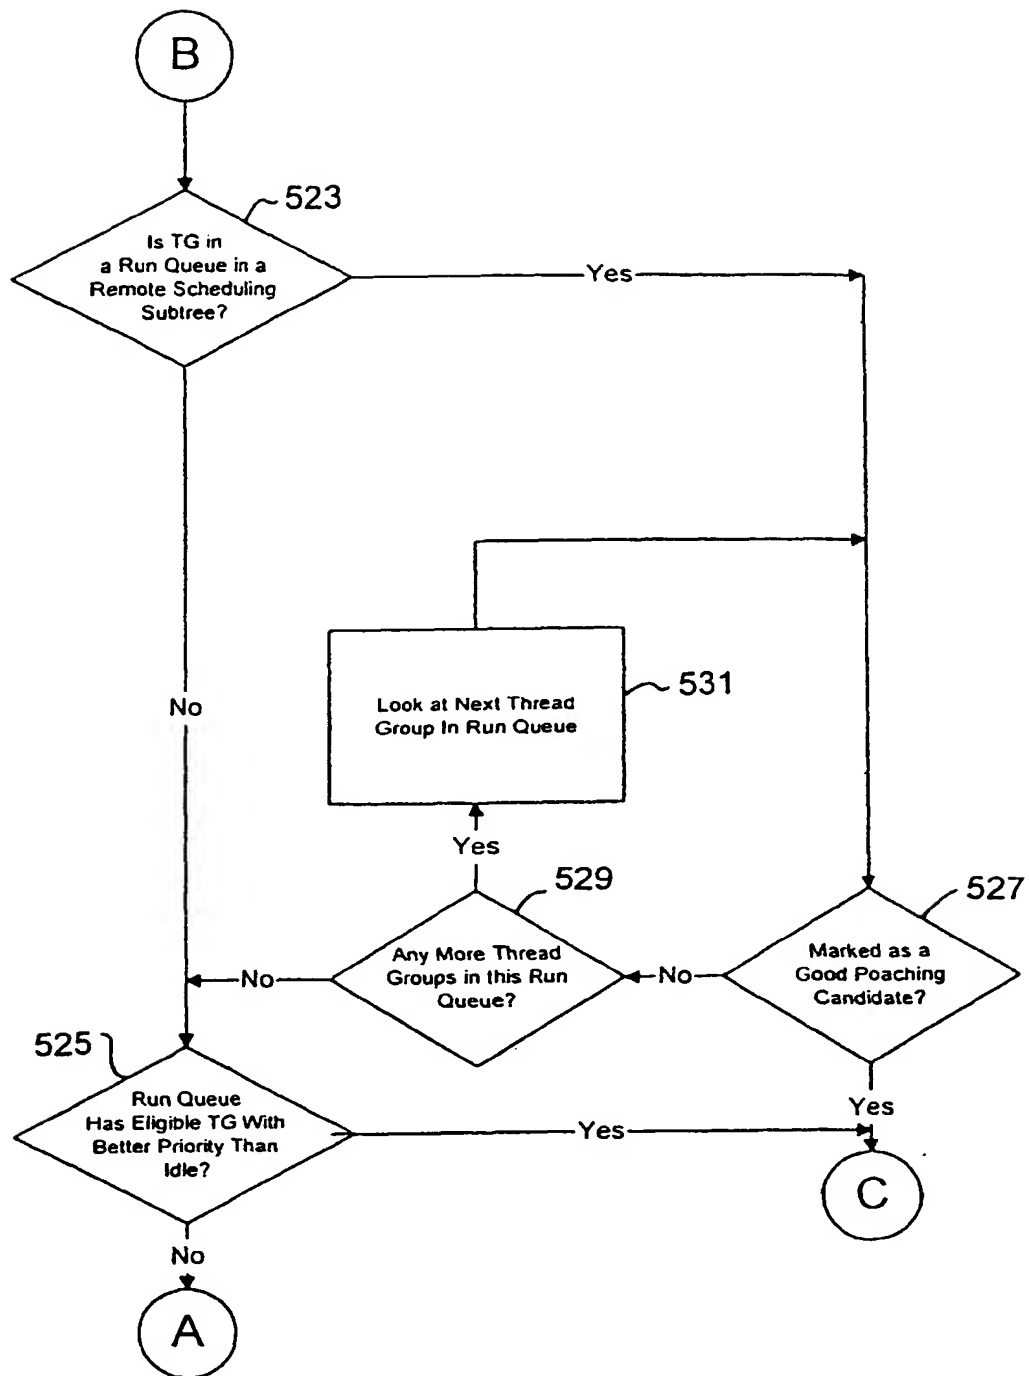 B
523
Is TG in
a Run Queue in a
Remote Scheduling
Subtree?
Yes
531
Look at Next Thread
Group In Run Queue
No
Yes
529
527
Any More Thread
Groups in this Run
Queue?
No
No
Marked as a
Good Poaching
Candidate?
525
Run Queue
Has Eligible TG With
Better Priority Than
Idle?
Yes
Yes
C
No
A